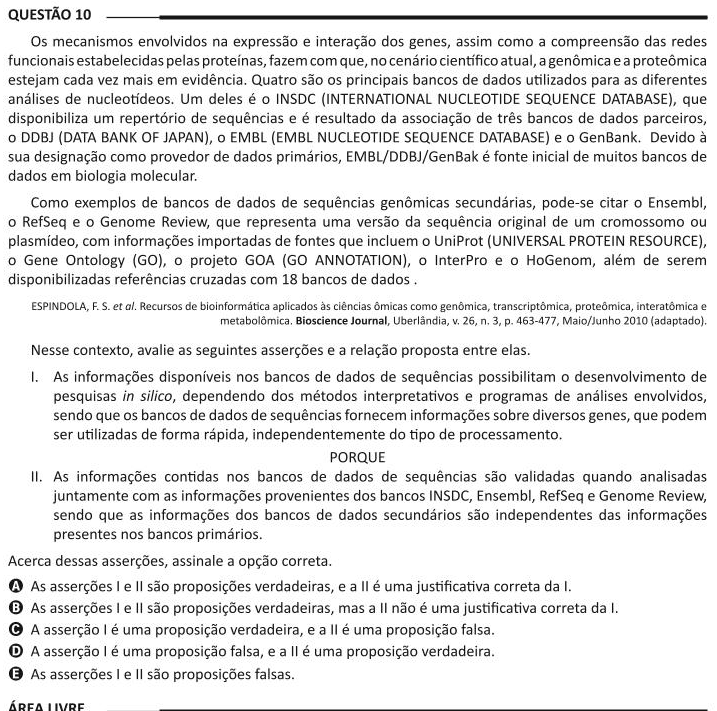 QUESTÃO 10
Os mecanismos envolvidos na expressão e interação dos genes, assim como a compreensão das redes
funcionais estabelecidas pelas proteínas, fazem com que, no cenário científico atual, a genômica e a proteômica
estejam cada vez mais em evidência. Quatro são os principais bancos de dados utilizados para as diferentes
análises de nucleotídeos. Um deles é o INSDC (INTERNATIONAL NUCLEOTIDE SEQUENCE DATABASE), que
disponibiliza um repertório de sequências e é resultado da associação de três bancos de dados parceiros,
o DDBJ (DATA BANK OF JAPAN), o EMBL (EMBL NUCLEOTIDE SEQUENCE DATABASE) e o GenBank. Devido à
sua designação como provedor de dados primários, EMBL/DDBJ/GenBak é fonte inicial de muitos bancos de
dados em biologia molecular.
Como exemplos de bancos de dados de sequências genômicas secundárias, pode-se citar o Ensembl,
o RefSeq e o Genome Review, que representa uma versão da sequência original de um cromossomo ou
plasmídeo, com informações importadas de fontes que incluem o UniProt (UNIVERSAL PROTEIN RESOURCE),
o Gene Ontology (GO), o projeto GOA (GO ANNOTATION), o InterPro e o HoGenom, além de serem
disponibilizadas referências cruzadas com 18 bancos de dados .
ESPINDOLA, F. S. et al. Recursos de bioinformática aplicados às ciências ômicas como genômica, transcriptômica, proteômica, interatômica e
metabolômica. Bioscience Journal, Uberlândia, v. 26, n. 3, p. 463-477, Maio/Junho 2010 (adaptado).
Nesse contexto, avalie as seguintes asserções e a relação proposta entre elas.
I. As informações disponíveis nos bancos de dados de sequências possibilitam o desenvolvimento de
pesquisas in silico, dependendo dos métodos interpretativos e programas de análises envolvidos,
sendo que os bancos de dados de sequências fornecem informações sobre diversos genes, que podem
ser utilizadas de forma rápida, independentemente do tipo de processamento.
PORQUE
II. As informações contidas nos bancos de dados de sequências são validadas quando analisadas
juntamente com as informações provenientes dos bancos INSDC, Ensembl, RefSeq e Genome Review,
sendo que as informações dos bancos de dados secundários são independentes das informações
presentes nos bancos primários.
Acerca dessas asserções, assinale a opção correta.
A As asserções I e II são proposições verdadeiras, e a II é uma justificativa correta da I.
B As asserções I e II são proposições verdadeiras, mas a II não é uma justificativa correta da I.
C A asserção I é uma proposição verdadeira, e a II é uma proposição falsa.
D A asserção I é uma proposição falsa, e a II é uma proposição verdadeira.
E As asserções I e II são proposições falsas.
ÁREA LIVRE